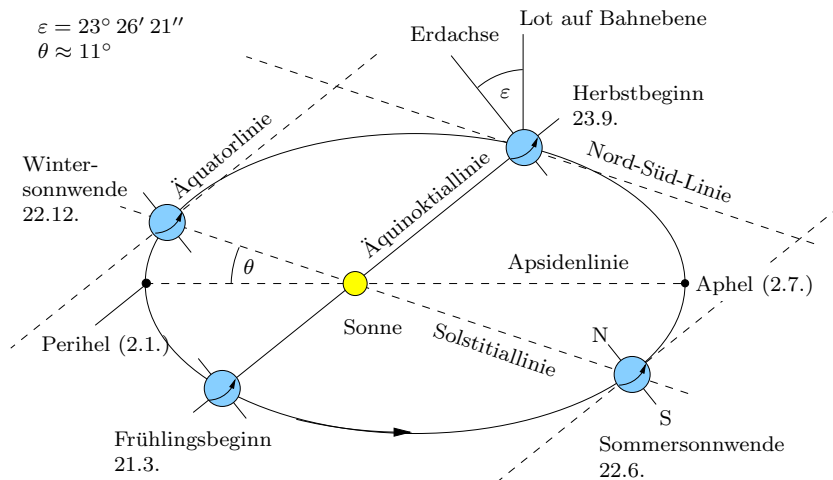 ε = 23° 26′ 21′′
θ ≈ 11°
Lot auf Bahnebene
Erdachse
ε
Herbstbeginn
23.9.
Äquatorlinie
Winter-
sonnwende
22.12.
Äquinoktiallinie
Nord-Süd-Linie
θ
Apsidenlinie
Aphel (2.7.)
Sonne
Solstitiallinie
Perihel (2.1.)
N
S
Frühlingsbeginn
21.3.
Sommersonnwende
22.6.